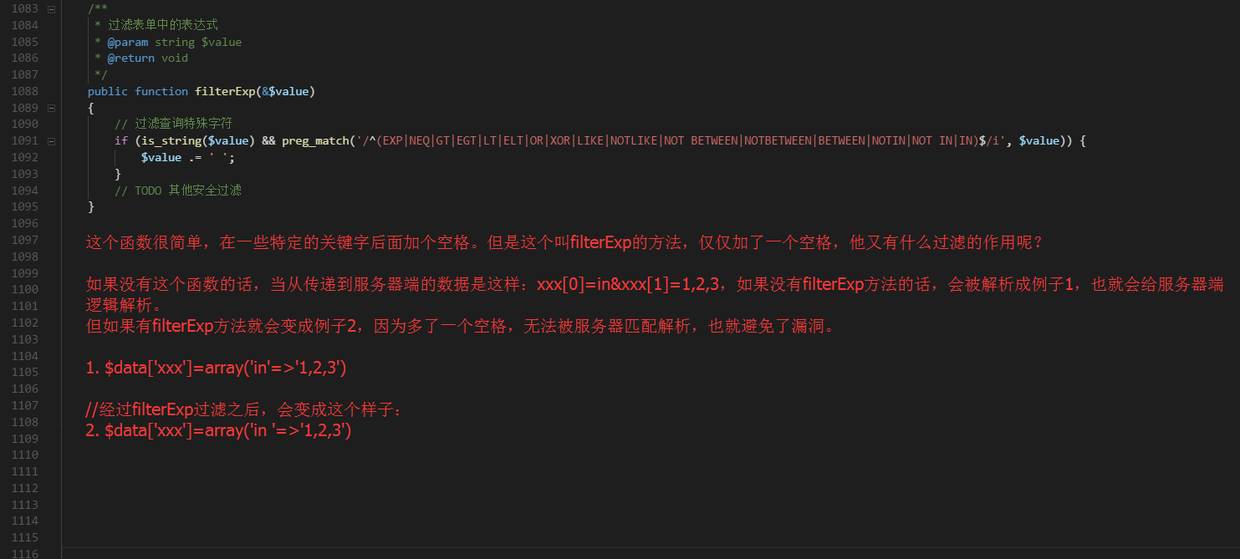 1083 /**
1084 * 过滤表单中的表达式
1085 * @param string $value
1086 * @return void
1087 */
1088 public function filterExp(&$value)
1089 {
1090 // 过滤查询特殊字符
1091 if (is_string($value) && preg_match('/^(EXP|NEQ|GT|EGT|LT|ELT|OR|XOR|LIKE|NOTLIKE|NOT BETWEEN|NOTBETWEEN|BETWEEN|NOTIN|NOT IN|IN)$/i', $value)) {
1092 $value .= ' ';
1093 }
1094 // TODO 其他安全过滤
1095 }
1096
1097
1098
1099
1100
1101
1102
1103
1104
1105
1106
1107
1108
1109
1110
1111
1112
1113
1114
1115
1116
这个函数很简单，在一些特定的关键字后面加个空格。但是这个叫filterExp的方法，仅仅加了一个空格，他又有什么过滤的作用呢？
如果没有这个函数的话，当从传递到服务器端的数据是这样：xxx[0]=in&xxx[1]=1,2,3，如果没有filterExp方法的话，会被解析成例子1，也就会给服务器端
逻辑解析。
但如果有filterExp方法就会变成例子2，因为多了一个空格，无法被服务器匹配解析，也就避免了漏洞。
1. $data['xxx']=array('in'=>'1,2,3')
//经过filterExp过滤之后，会变成这个样子：
2. $data['xxx']=array('in '=>'1,2,3')